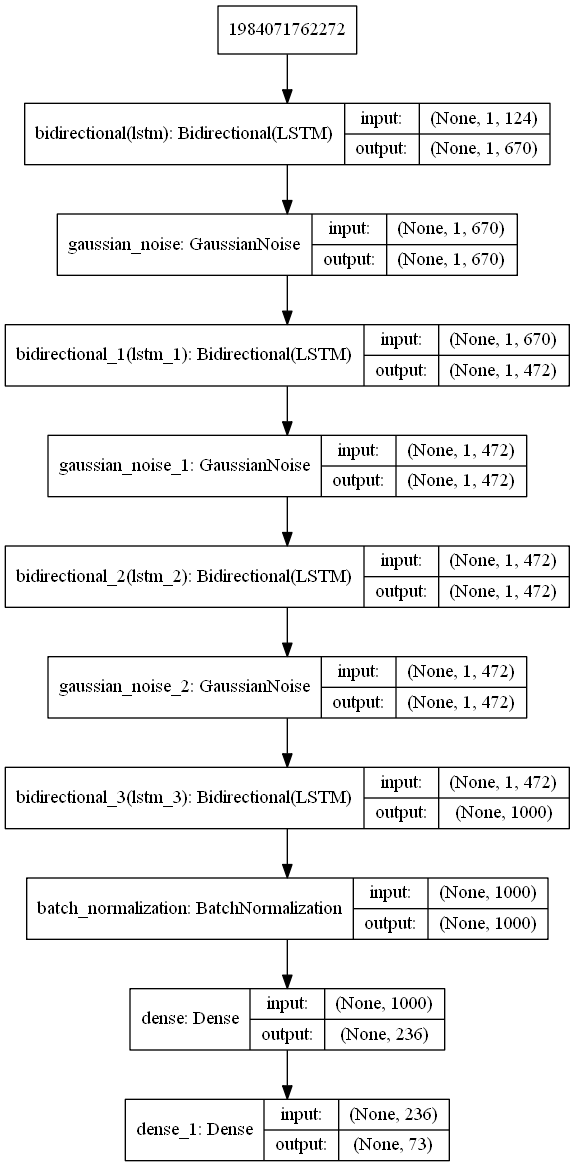 1984071762272
bidirectional(lstm): Bidirectional(LSTM)
input: (None, 1, 124)
output: (None, 1, 670)
gaussian_noise: GaussianNoise
input: (None, 1, 670)
output: (None, 1, 670)
bidirectional_1(lstm_1): Bidirectional(LSTM)
input: (None, 1, 670)
output: (None, 1, 472)
gaussian_noise_1: GaussianNoise
input: (None, 1, 472)
output: (None, 1, 472)
bidirectional_2(lstm_2): Bidirectional(LSTM)
input: (None, 1, 472)
output: (None, 1, 472)
gaussian_noise_2: GaussianNoise
input: (None, 1, 472)
output: (None, 1, 472)
bidirectional_3(lstm_3): Bidirectional(LSTM)
input: (None, 1, 472)
output: (None, 1000)
batch_normalization: BatchNormalization
input: (None, 1000)
output: (None, 1000)
dense: Dense
input: (None, 1000)
output: (None, 236)
dense_1: Dense
input: (None, 236)
output: (None, 73)